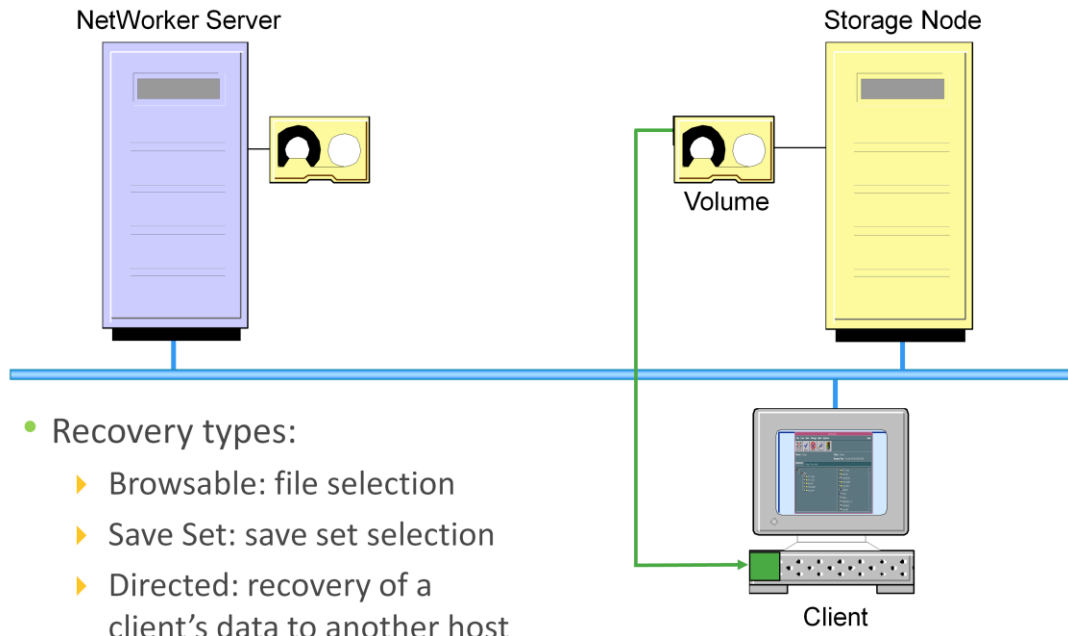 NetWorker Server
Storage Node
Volume
Recovery types:
Browsable: file selection
Save Set: save set selection
Directed: recovery of a
client's data to another host
Client